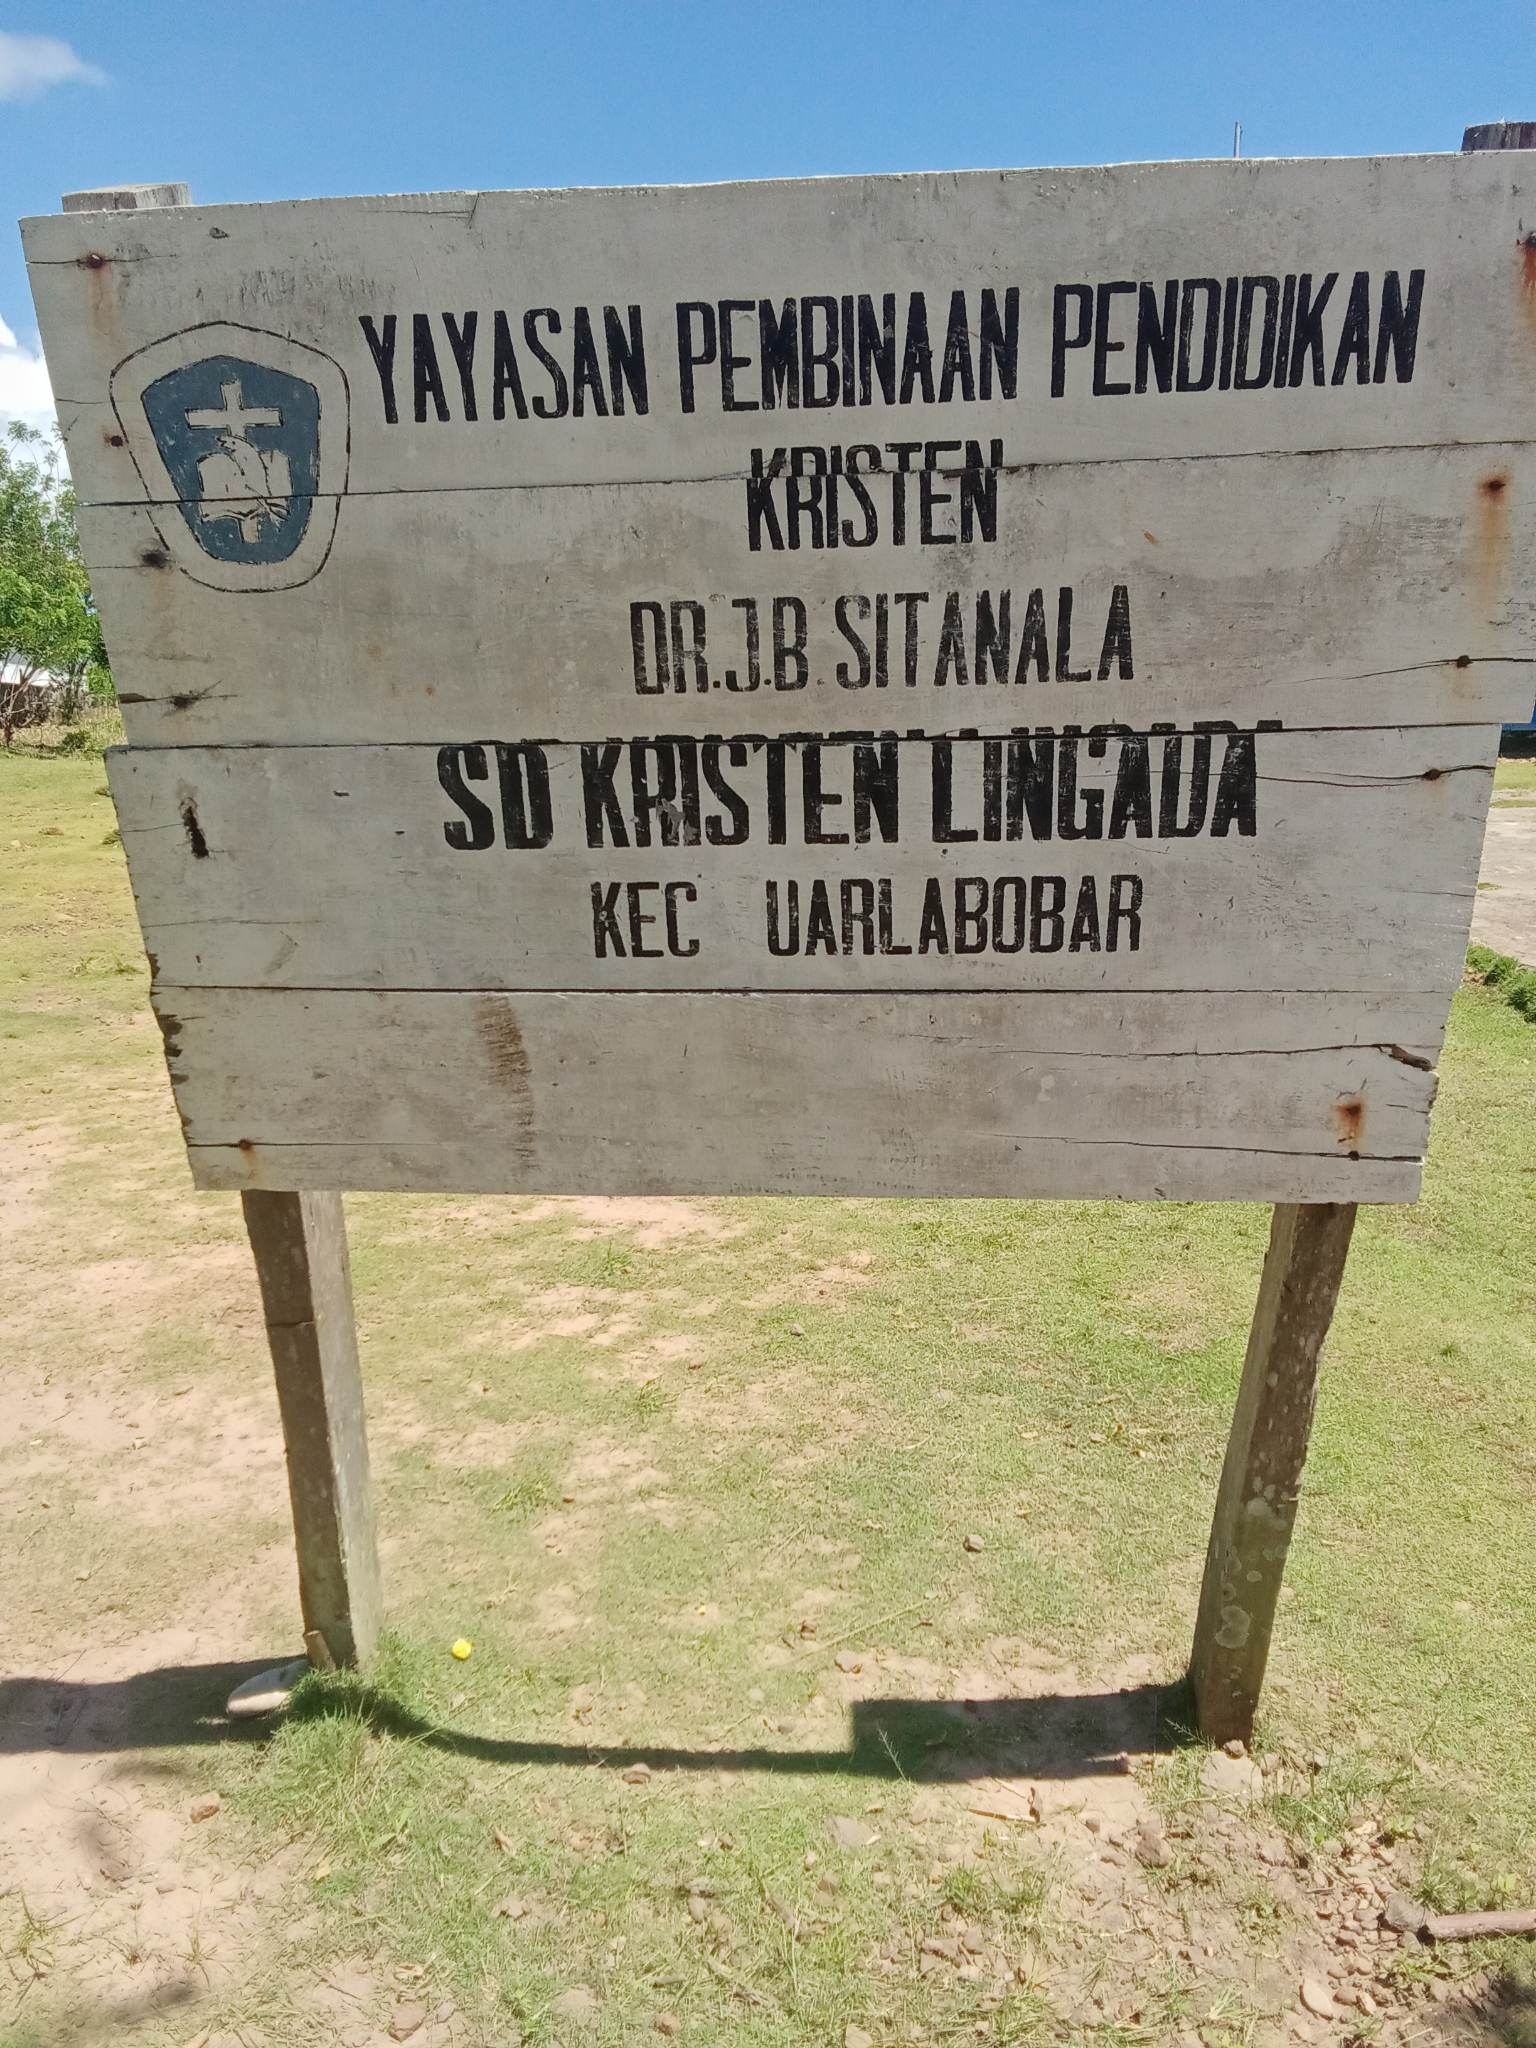 YAYASAN PEMBINAAN PENDIDIKAN
KRISTEN
DR.J.B.SITANALA
SD KRISTEN LINGADA
KEC UARLABOBAR